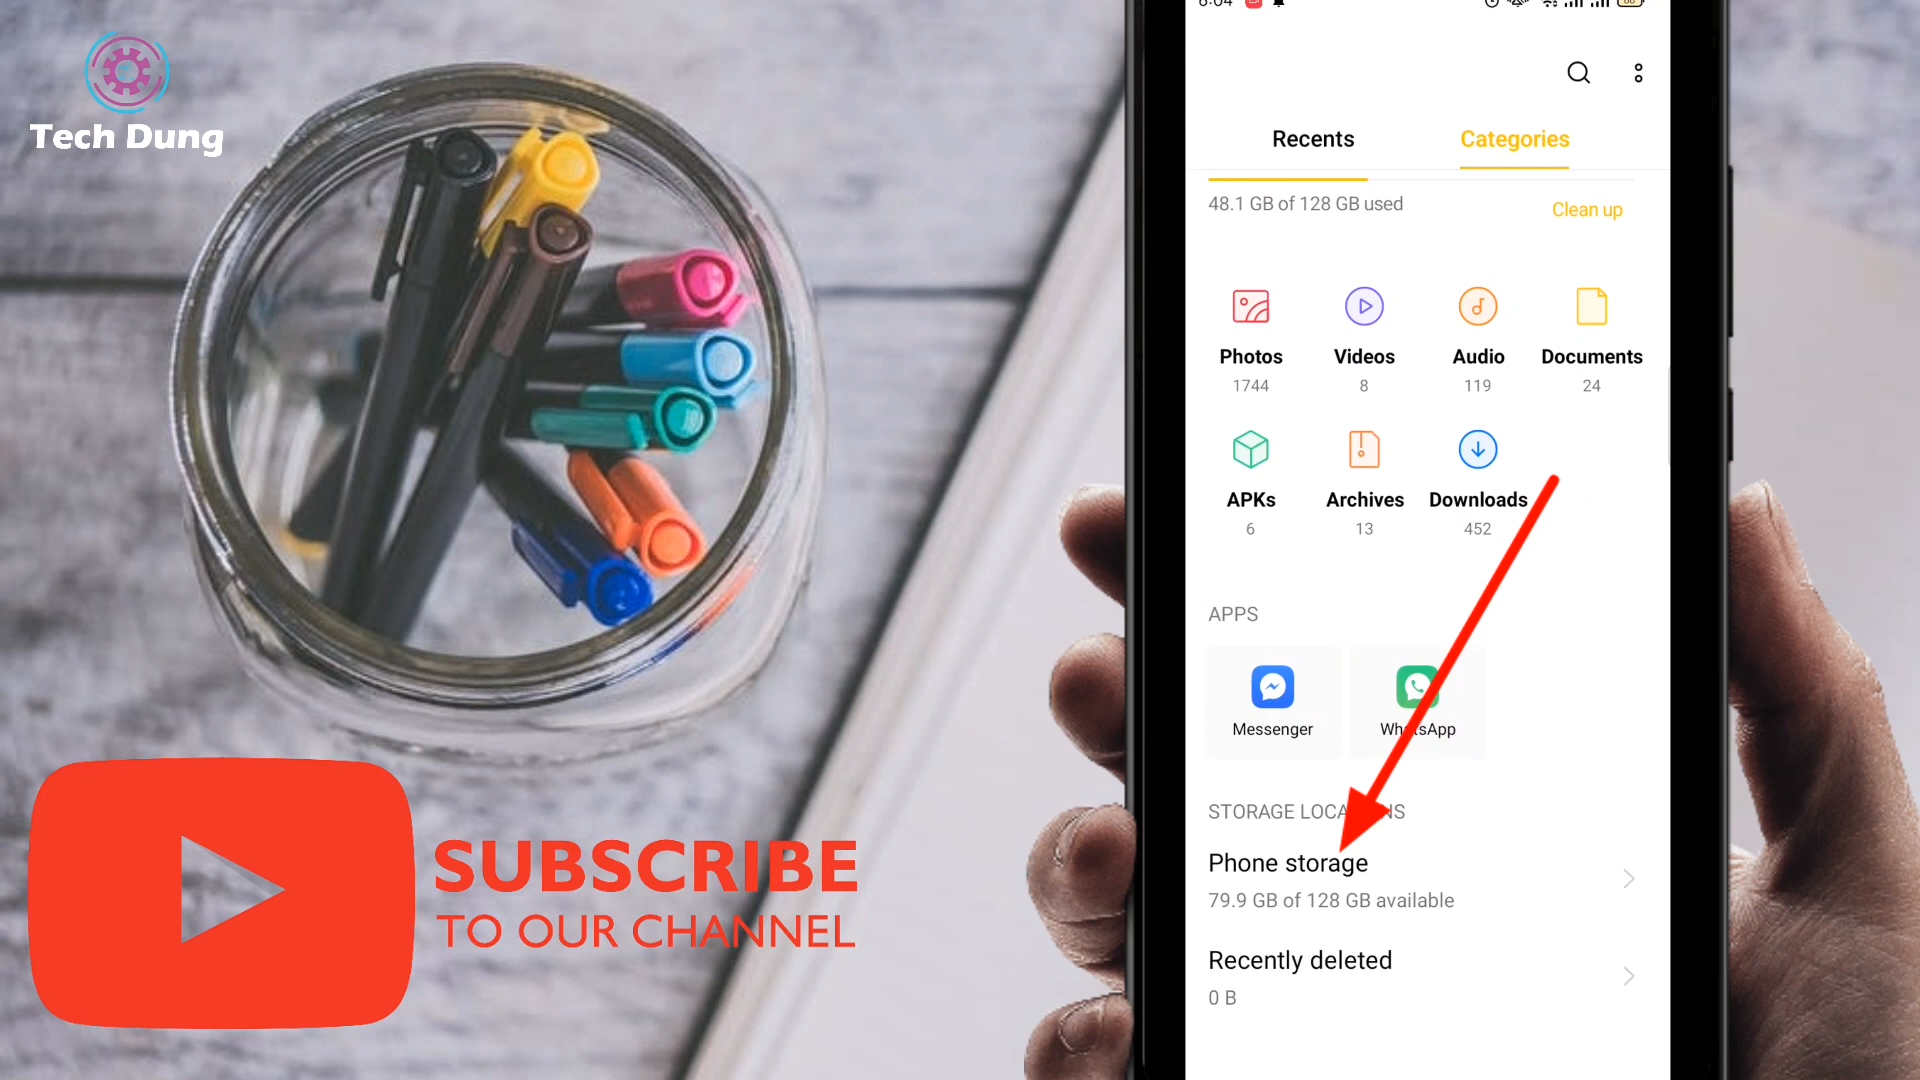 Tech Dung
6:04
Recents
Categories
48.1 GB of 128 GB used
Clean up
Photos
1744
Videos
8
Audio
119
Documents
24
APKs
6
Archives
13
Downloads
452
APPS
Messenger
WhatsApp
STORAGE LOCATIONS
Phone storage
79.9 GB of 128 GB available
Recently deleted
0 B
SUBSCRIBE
TO OUR CHANNEL